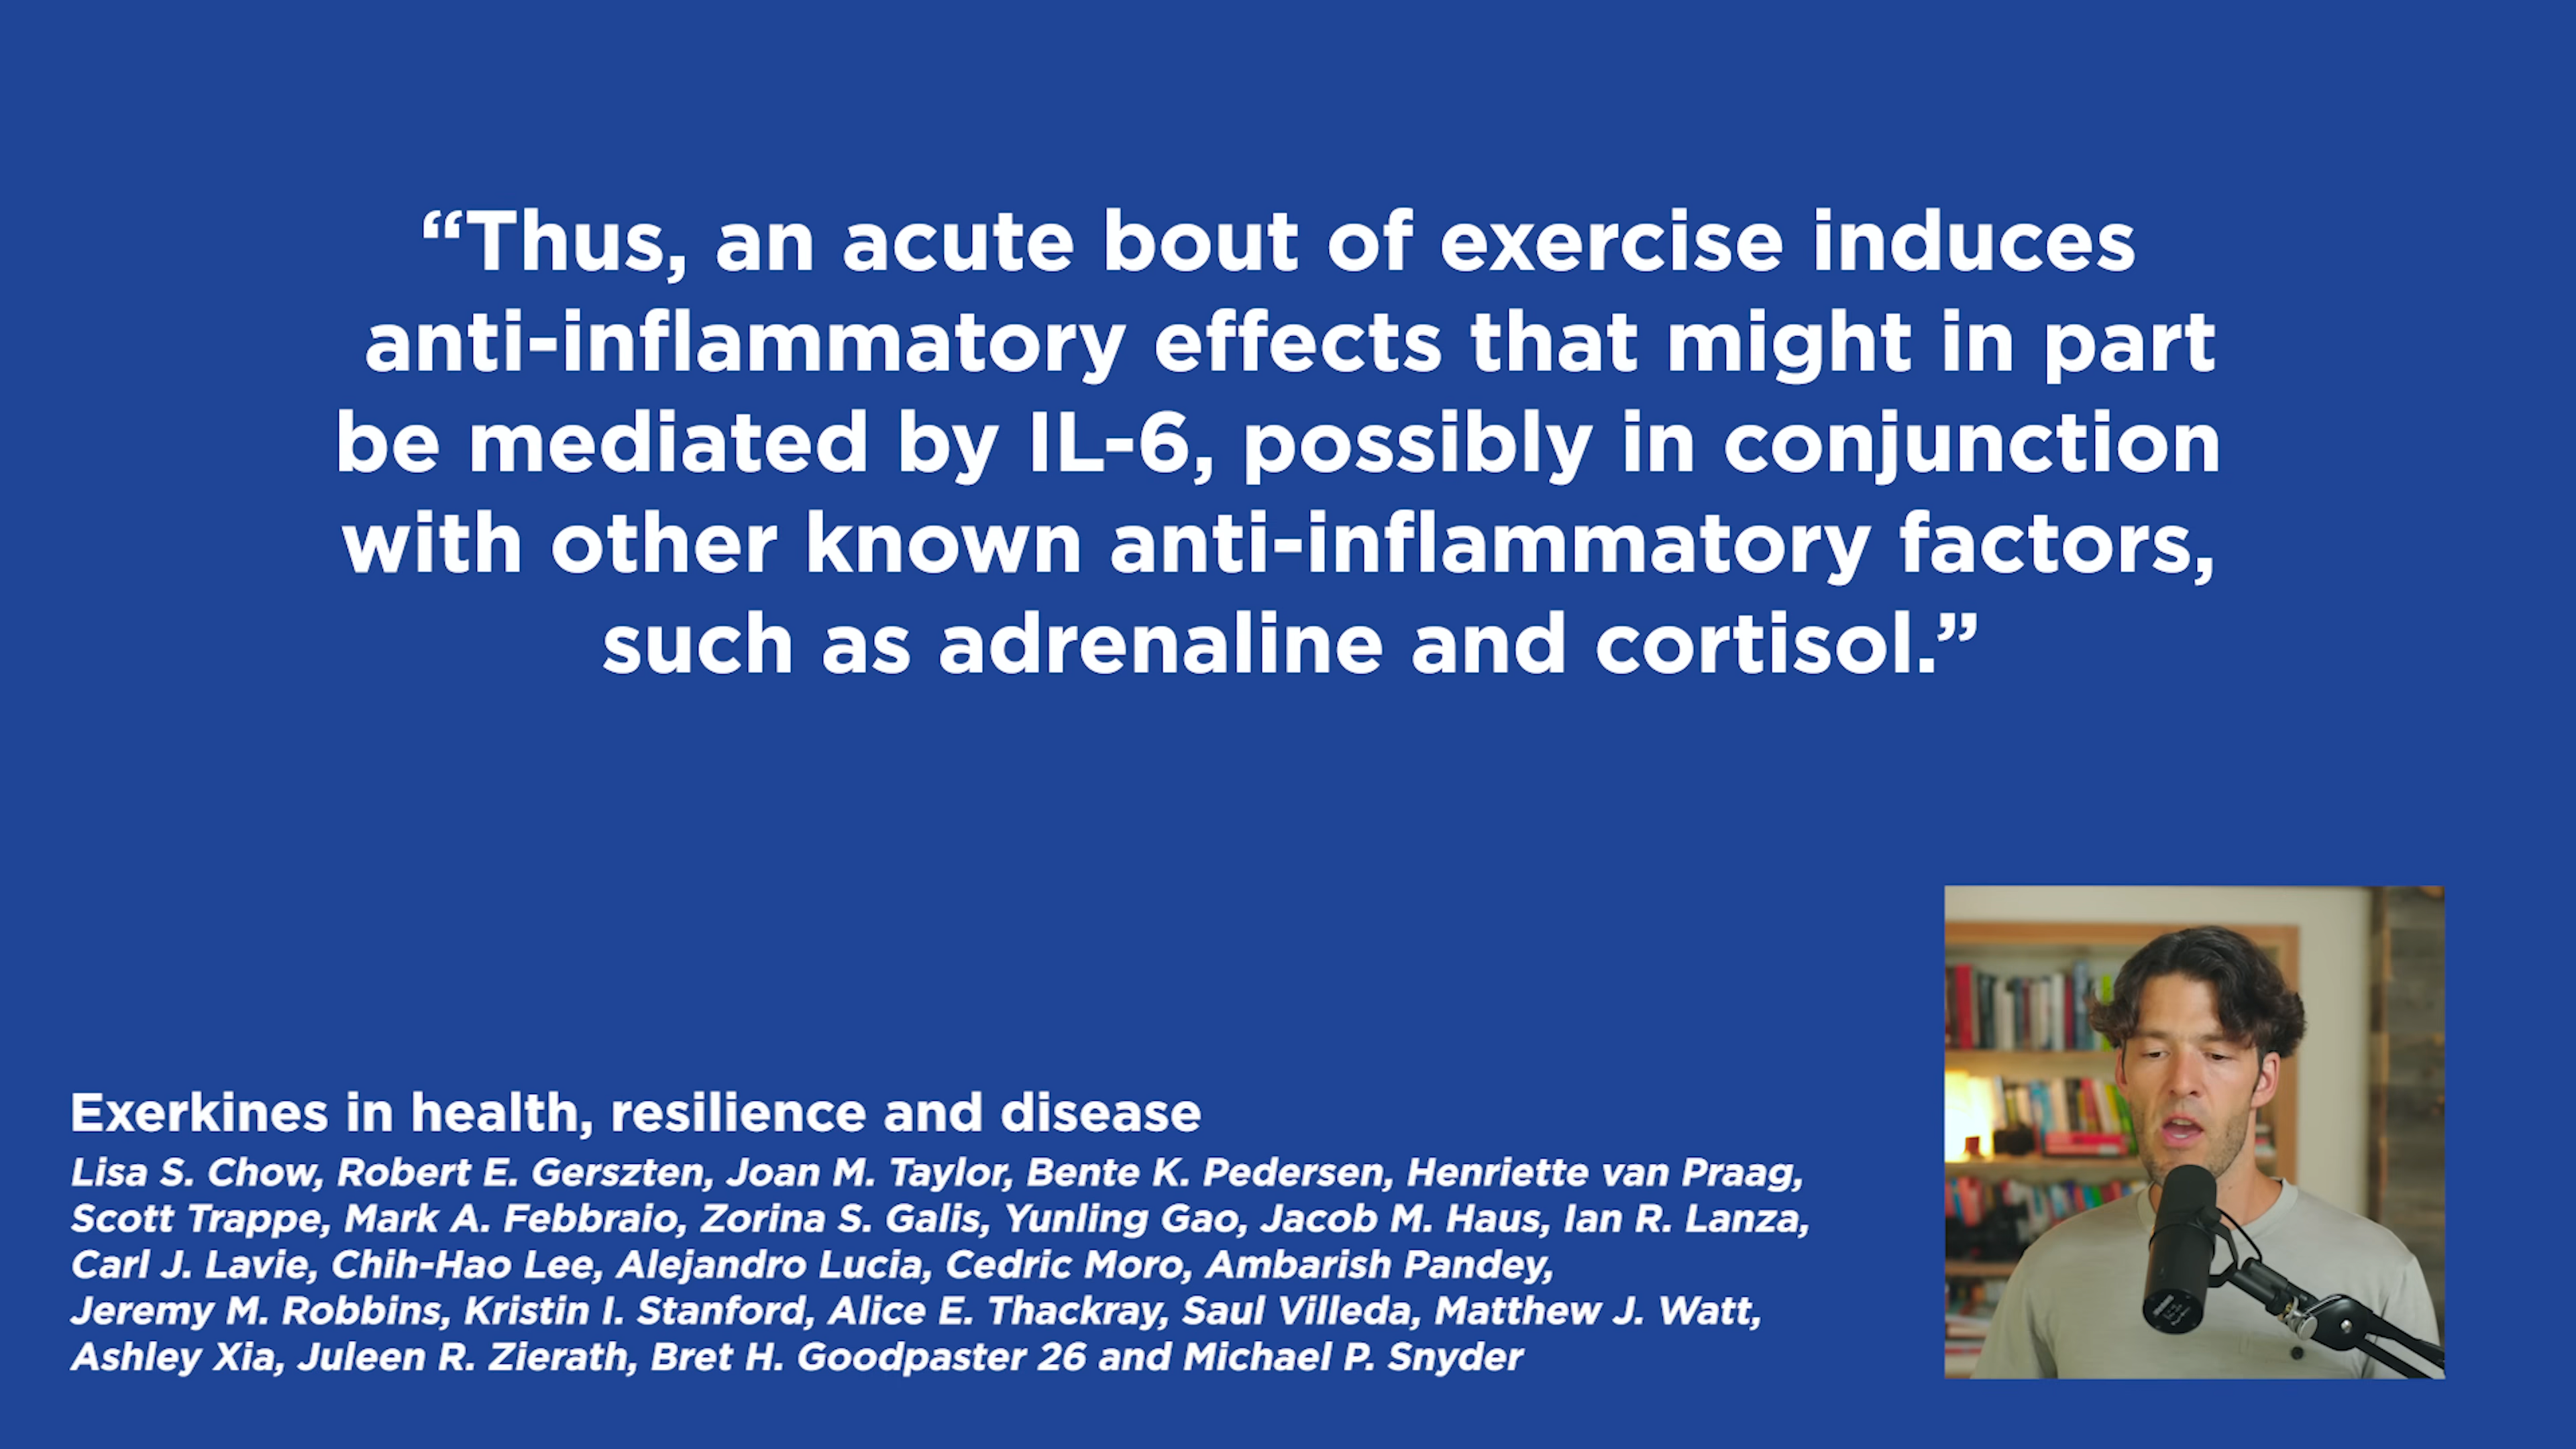 “Thus, an acute bout of exercise induces
anti-inflammatory effects that might in part
be mediated by IL-6, possibly in conjunction
with other known anti-inflammatory factors,
such as adrenaline and cortisol.”
Exerkines in health, resilience and disease
Lisa S. Chow, Robert E. Gerszten, Joan M. Taylor, Bente K. Pedersen, Henriette van Praag,
Scott Trappe, Mark A. Febbraio, Zorina S. Galis, Yunling Gao, Jacob M. Haus, Ian R. Lanza,
Carl J. Lavie, Chih-Hao Lee, Alejandro Lucia, Cedric Moro, Ambarish Pandey,
Jeremy M. Robbins, Kristin I. Stanford, Alice E. Thackray, Saul Villeda, Matthew J. Watt,
Ashley Xia, Juleen R. Zierath, Bret H. Goodpaster 26 and Michael P. Snyder